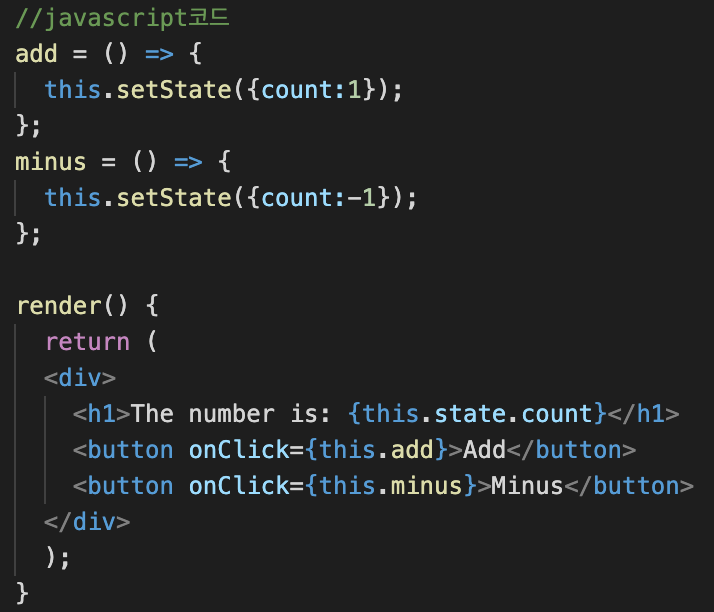 //javascript코드
add = () => {
  this.setState({count:1});
};
minus = () => {
  this.setState({count:-1});
};

render() {
  return (
  <div>
    <h1>The number is: {this.state.count}</h1>
    <button onClick={this.add}>Add</button>
    <button onClick={this.minus}>Minus</button>
  </div>
  );
}